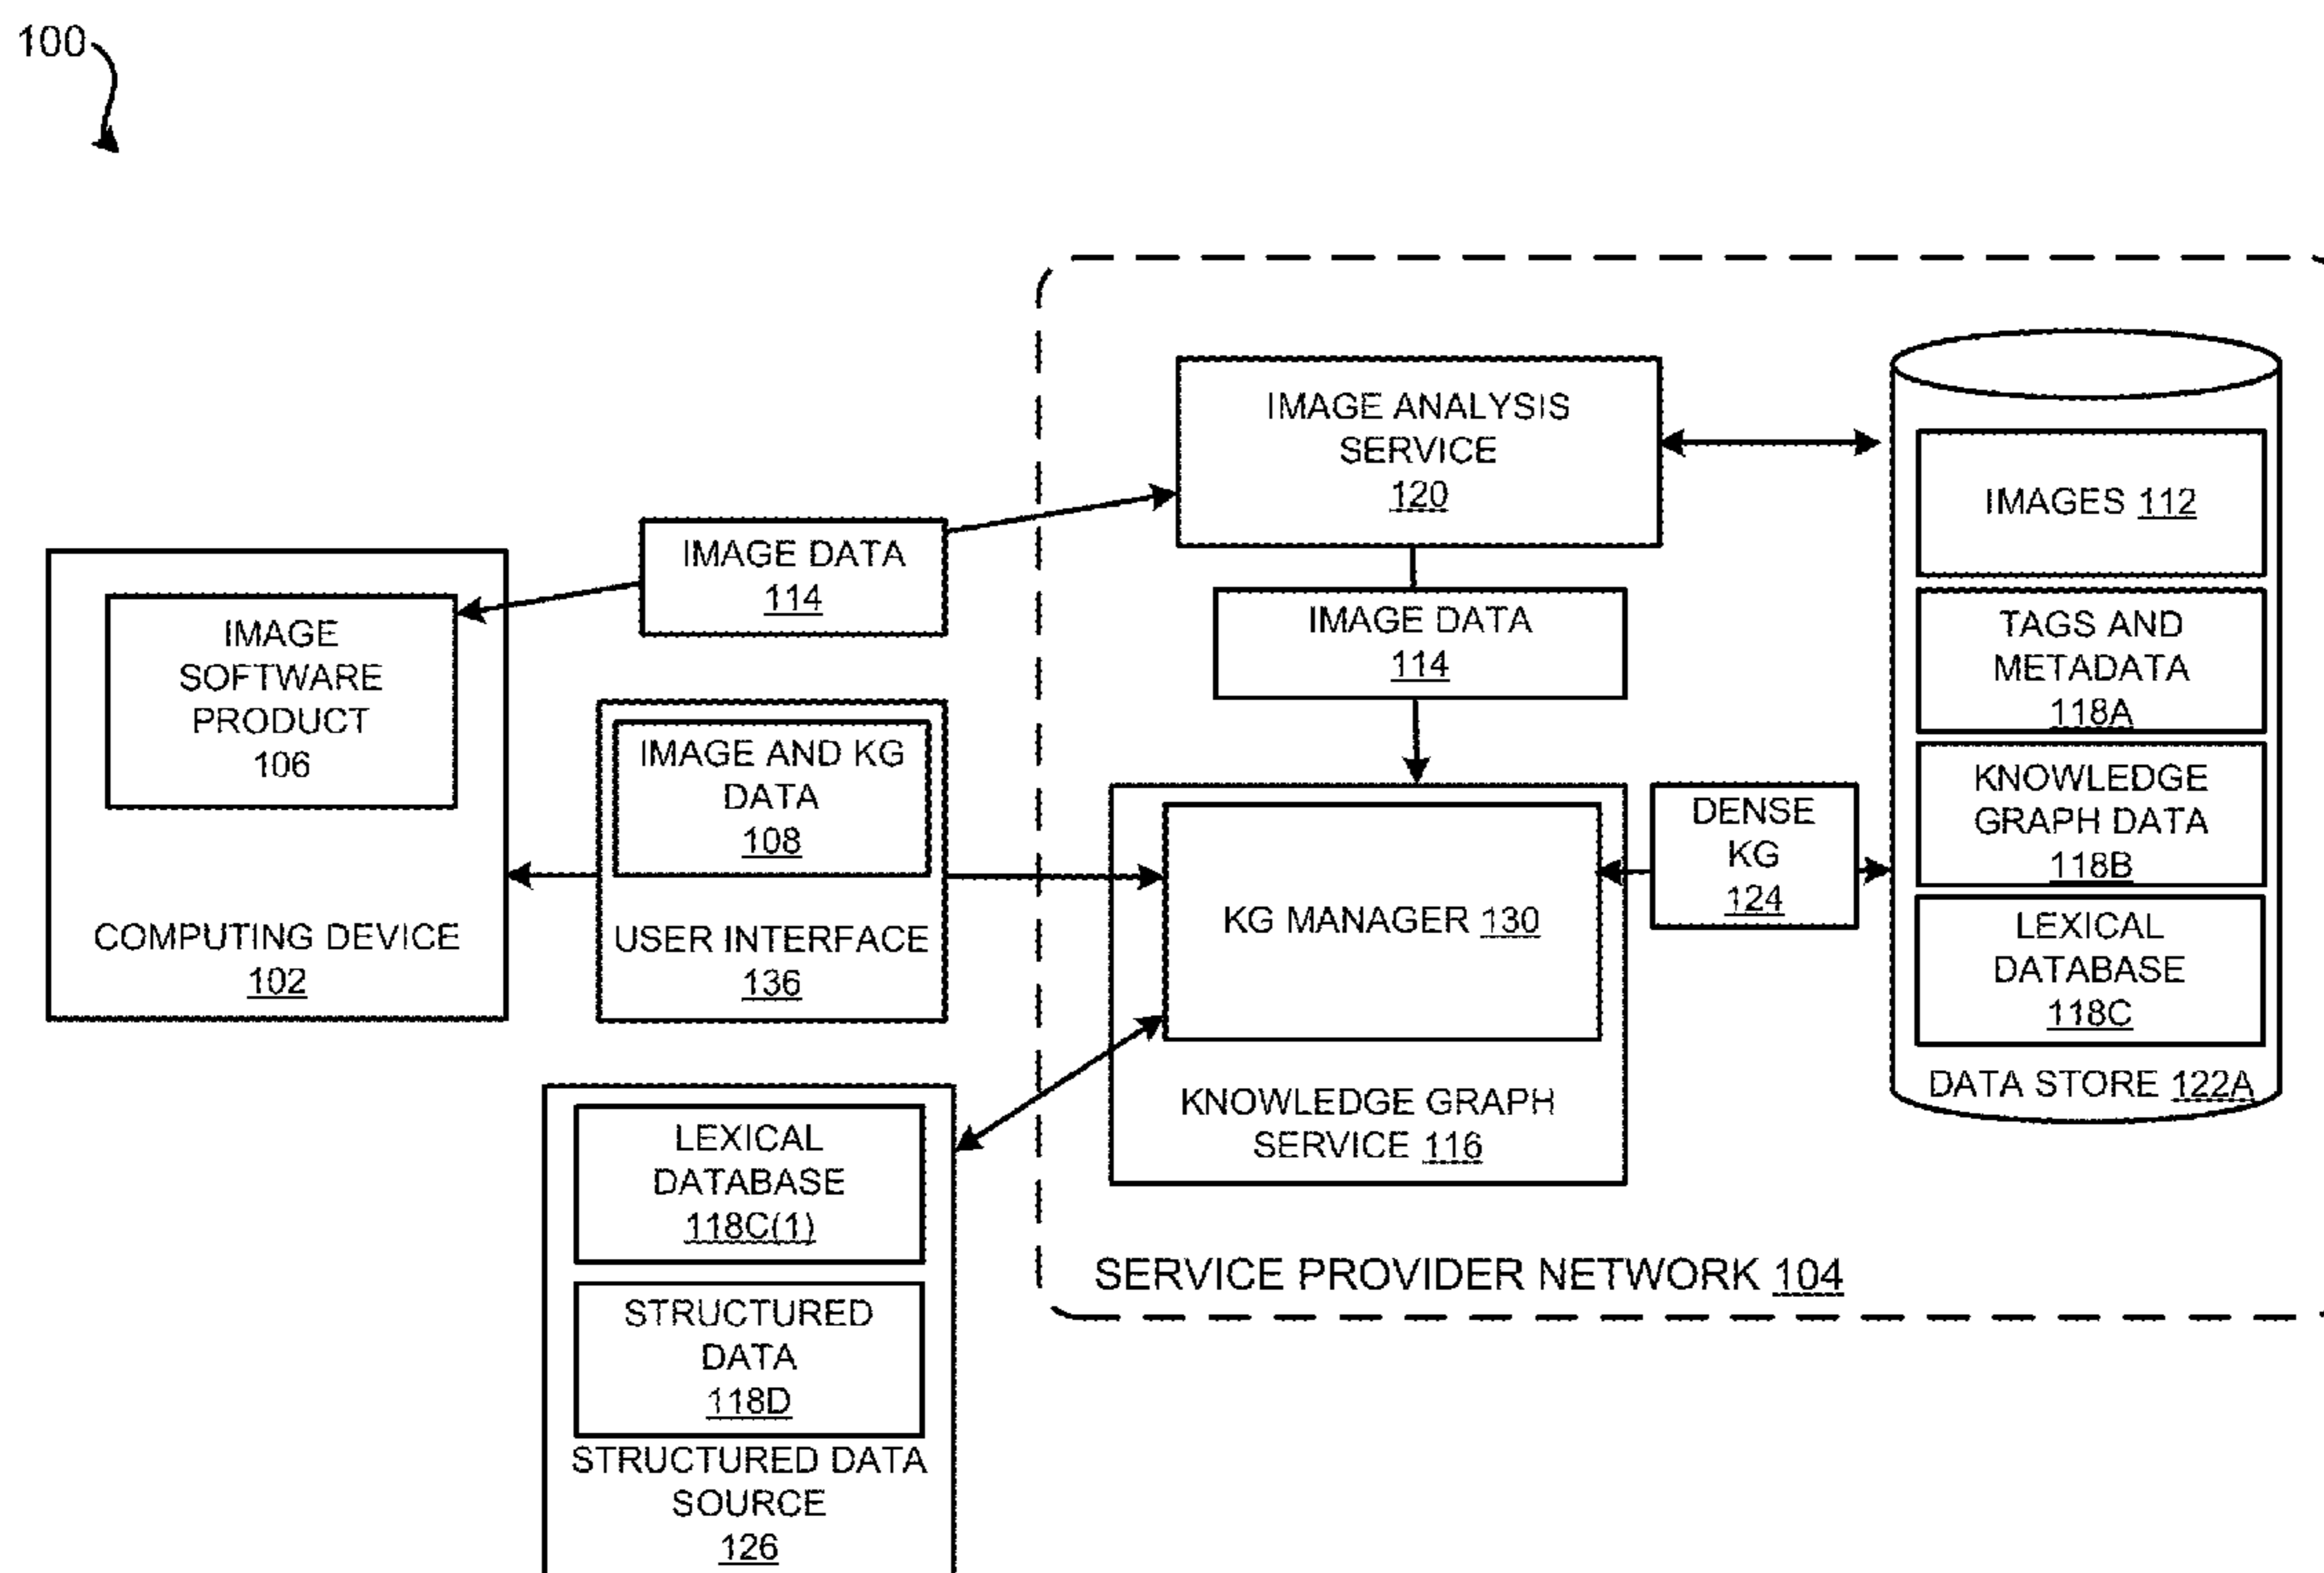 100
IMAGE ANALYSIS
SERVICE
120
IMAGES 112
IMAGE DATA
114
IMAGE
SOFTWARE
PRODUCT
106
IMAGE DATA
114
TAGS AND
METADATA
118A
IMAGE AND KG
DATA
108
KNOWLEDGE
GRAPH DATA
118B
DENSE
KG
124
COMPUTING DEVICE
102
USER INTERFACE
136
KG MANAGER 130
LEXICAL
DATABASE
118C
DATA STORE 122A
KNOWLEDGE GRAPH
SERVICE 116
LEXICAL
DATABASE
118C(1)
SERVICE PROVIDER NETWORK 104
STRUCTURED
DATA
118D
STRUCTURED DATA
SOURCE
126